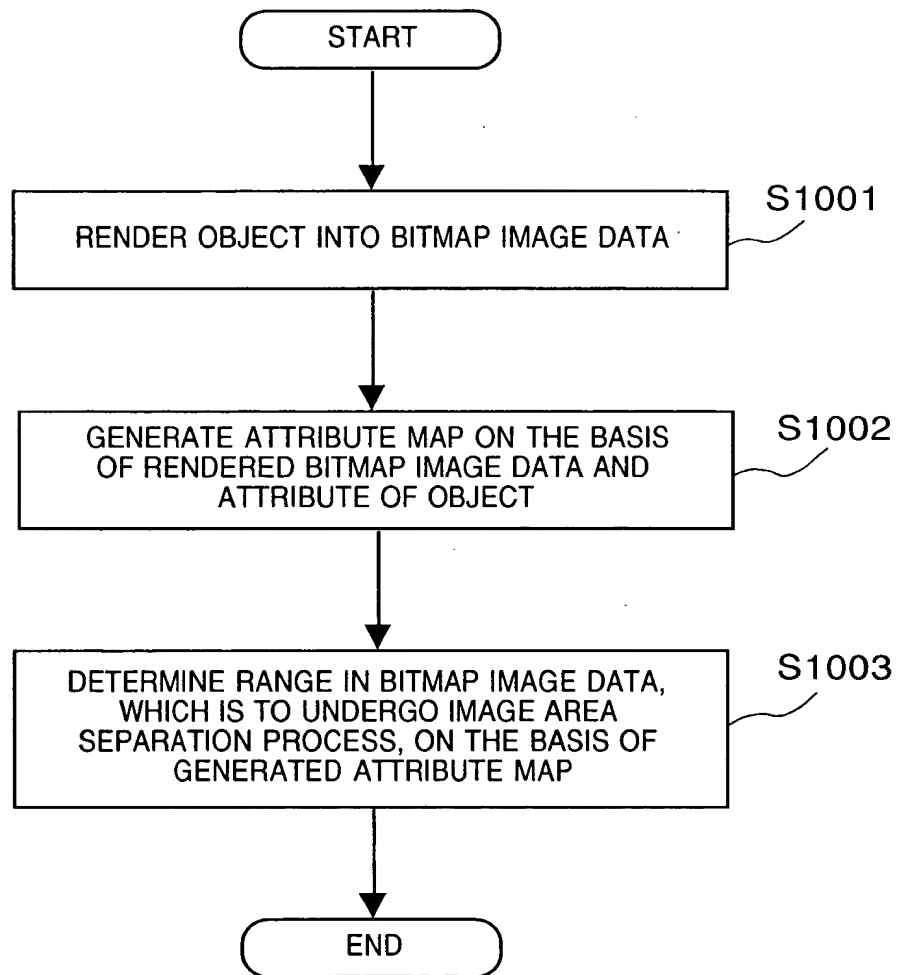 START
S1001
RENDER OBJECT INTO BITMAP IMAGE DATA
S1002
GENERATE ATTRIBUTE MAP ON THE BASIS
OF RENDERED BITMAP IMAGE DATA AND
ATTRIBUTE OF OBJECT
S1003
DETERMINE RANGE IN BITMAP IMAGE DATA,
WHICH IS TO UNDERGO IMAGE AREA
SEPARATION PROCESS, ON THE BASIS OF
GENERATED ATTRIBUTE MAP
END